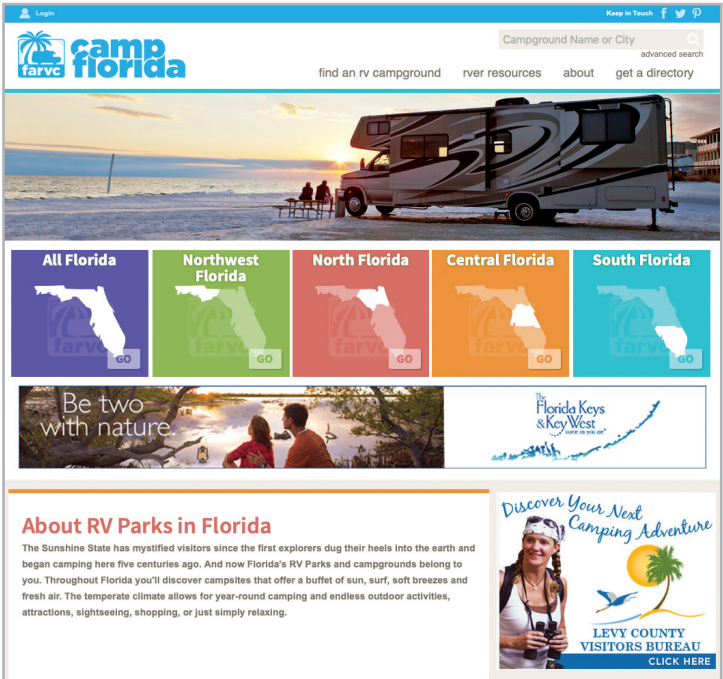 Login
Keep in Touch
farvc
camp
florida
Campground Name or City
advanced search
find an rv campground
rver resources
about
get a directory
All Florida
farvc
GO
Northwest
Florida
farvc
GO
North Florida
farvc
GO
Central Florida
farvc
GO
South Florida
farvc
GO
Be two
with nature.
The
Florida Keys
& Key West
come as you are®
About RV Parks in Florida
The Sunshine State has mystified visitors since the first explorers dug their heels into the earth and
began camping here five centuries ago. And now Florida's RV Parks and campgrounds belong to
you. Throughout Florida you'll discover campsites that offer a buffet of sun, surf, soft breezes and
fresh air. The temperate climate allows for year-round camping and endless outdoor activities,
attractions, sightseeing, shopping, or just simply relaxing.
Discover Your Next
Camping Adventure
LEVY COUNTY
VISITORS BUREAU
CLICK HERE